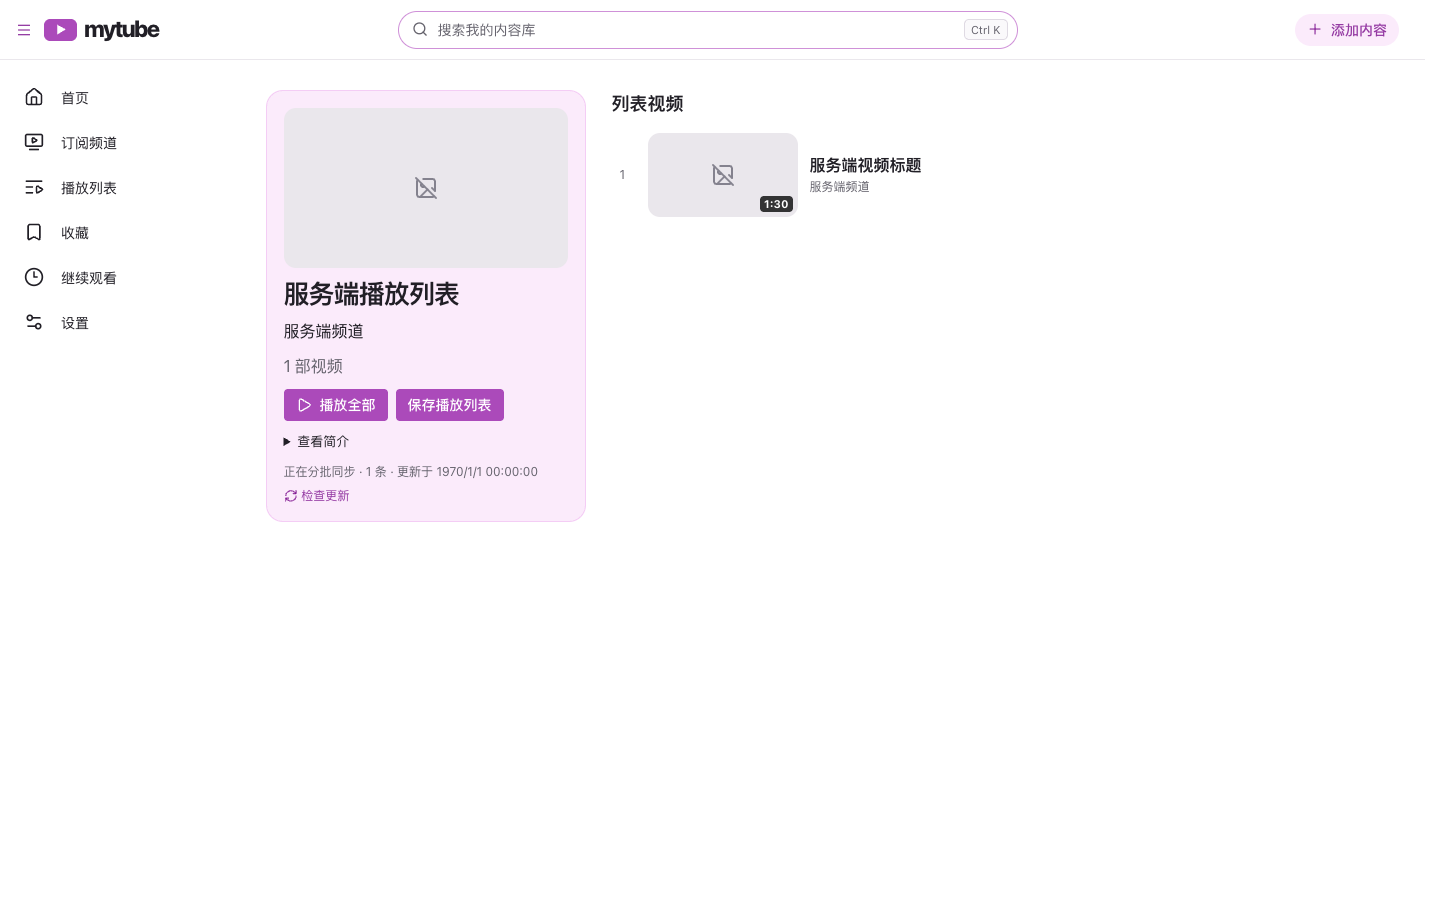 mytube
搜索我的内容库
Ctrl K
添加内容
首页
订阅频道
播放列表
收藏
继续观看
设置
服务端播放列表
服务端频道
1 部视频
播放全部
保存播放列表
查看简介
正在分批同步 · 1 条 · 更新于 1970/1/1 00:00:00
检查更新
列表视频
1
1:30
服务端视频标题
服务端频道